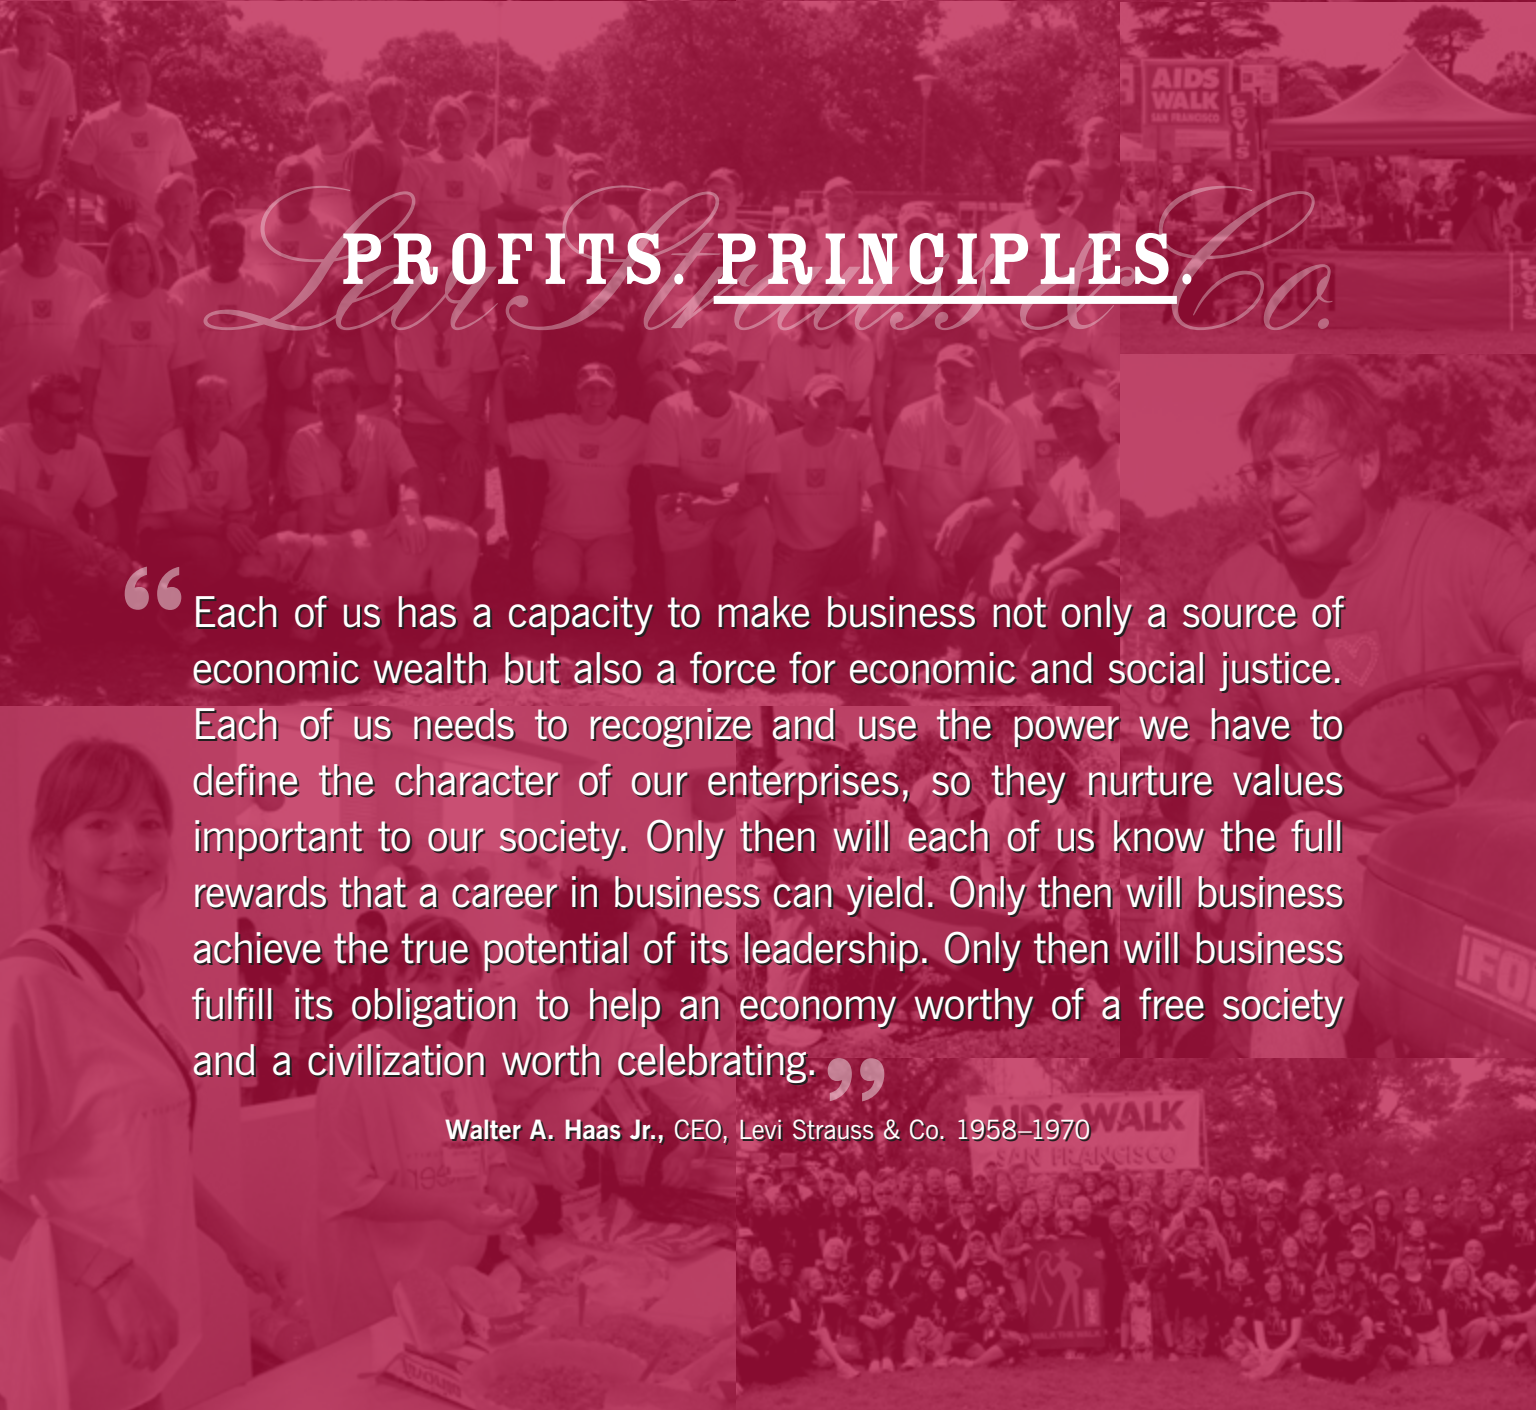 AIDS
WALK
SAN FRANCISCO
LEVI'S
Levi Strauss & Co.
PROFITS. PRINCIPLES.
“Each of us has a capacity to make business not only a source of
economic wealth but also a force for economic and social justice.
Each of us needs to recognize and use the power we have to
define the character of our enterprises, so they nurture values
important to our society. Only then will each of us know the full
rewards that a career in business can yield. Only then will business
achieve the true potential of its leadership. Only then will business
fulfill its obligation to help an economy worthy of a free society
and a civilization worth celebrating.”
Walter A. Haas Jr., CEO, Levi Strauss & Co. 1958–1970
AIDS WALK
SAN FRANCISCO